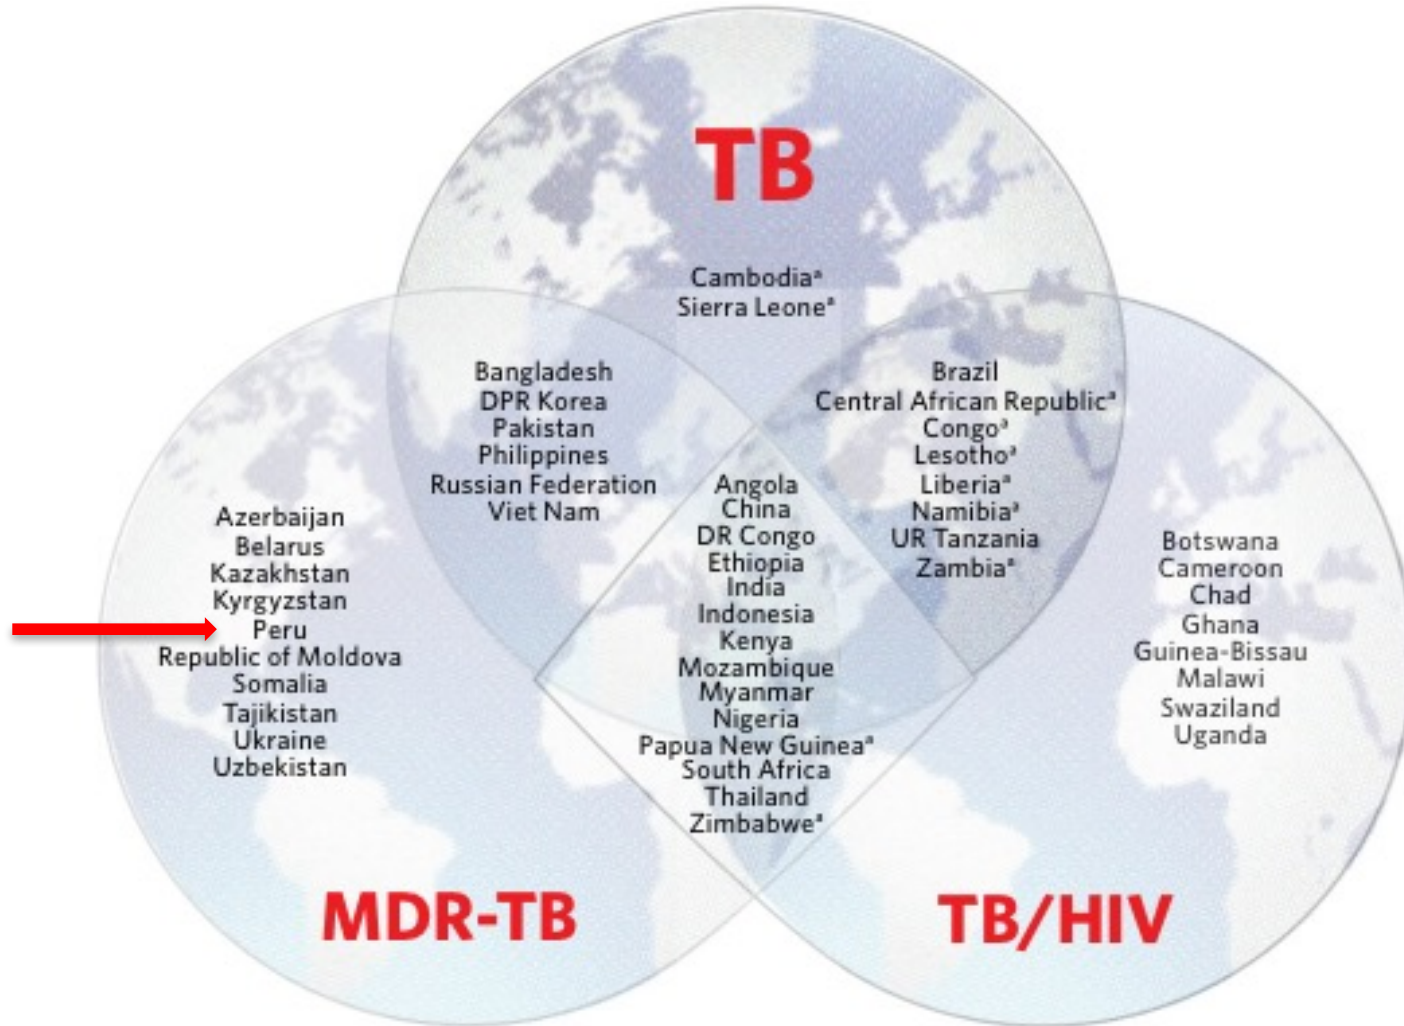 TB
Cambodiaᵃ
Sierra Leoneᵃ
Bangladesh
DPR Korea
Pakistan
Philippines
Russian Federation
Viet Nam
Brazil
Central African Republicᵃ
Congoᵃ
Lesothoᵃ
Liberiaᵃ
Namibiaᵃ
UR Tanzania
Zambiaᵃ
Angola
China
DR Congo
Ethiopia
India
Indonesia
Kenya
Mozambique
Myanmar
Nigeria
Papua New Guineaᵃ
South Africa
Thailand
Zimbabweᵃ
Azerbaijan
Belarus
Kazakhstan
Kyrgyzstan
Peru
Republic of Moldova
Somalia
Tajikistan
Ukraine
Uzbekistan
Botswana
Cameroon
Chad
Ghana
Guinea-Bissau
Malawi
Swaziland
Uganda
MDR-TB
TB/HIV